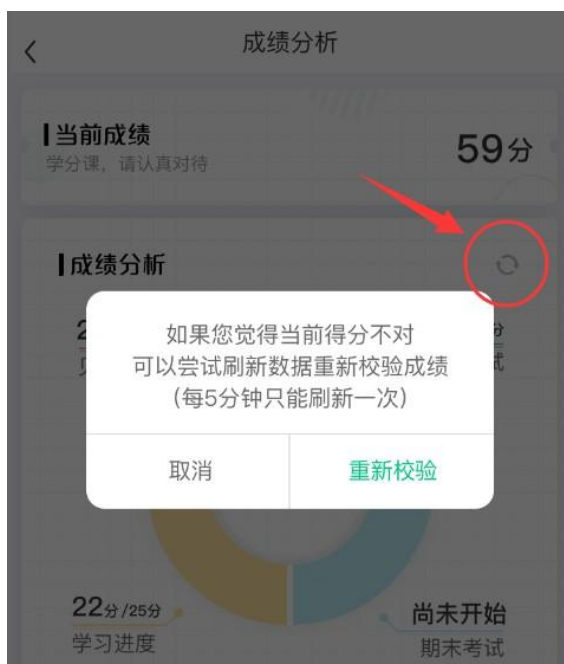 成绩分析
当前成绩
59分
学分课，请认真对待
成绩分析
2
分
试
如果您觉得当前得分不对
可以尝试刷新数据重新校验成绩
（每5分钟只能刷新一次）
取消
重新校验
22分/25分
学习进度
尚未开始
期末考试